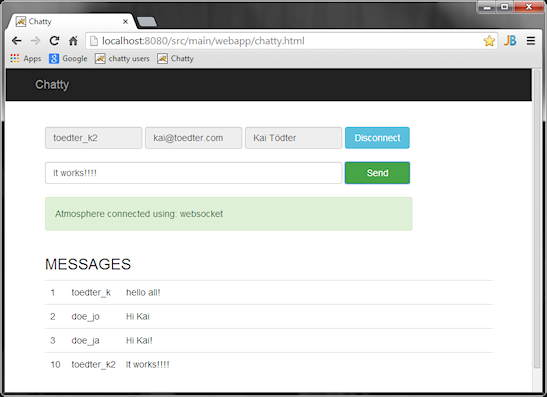 Chatty
localhost:8080/src/main/webapp/chatty.html
Apps Google chatty users Chatty
Chatty
toedter_k2 kai@toedter.com Kai Tödter Disconnect
It works!!!! Send
Atmosphere connected using: websocket
MESSAGES
1 toedter_k hello all!
2 doe_jo Hi Kai
3 doe_ja Hi Kai!
10 toedter_k2 It works!!!!